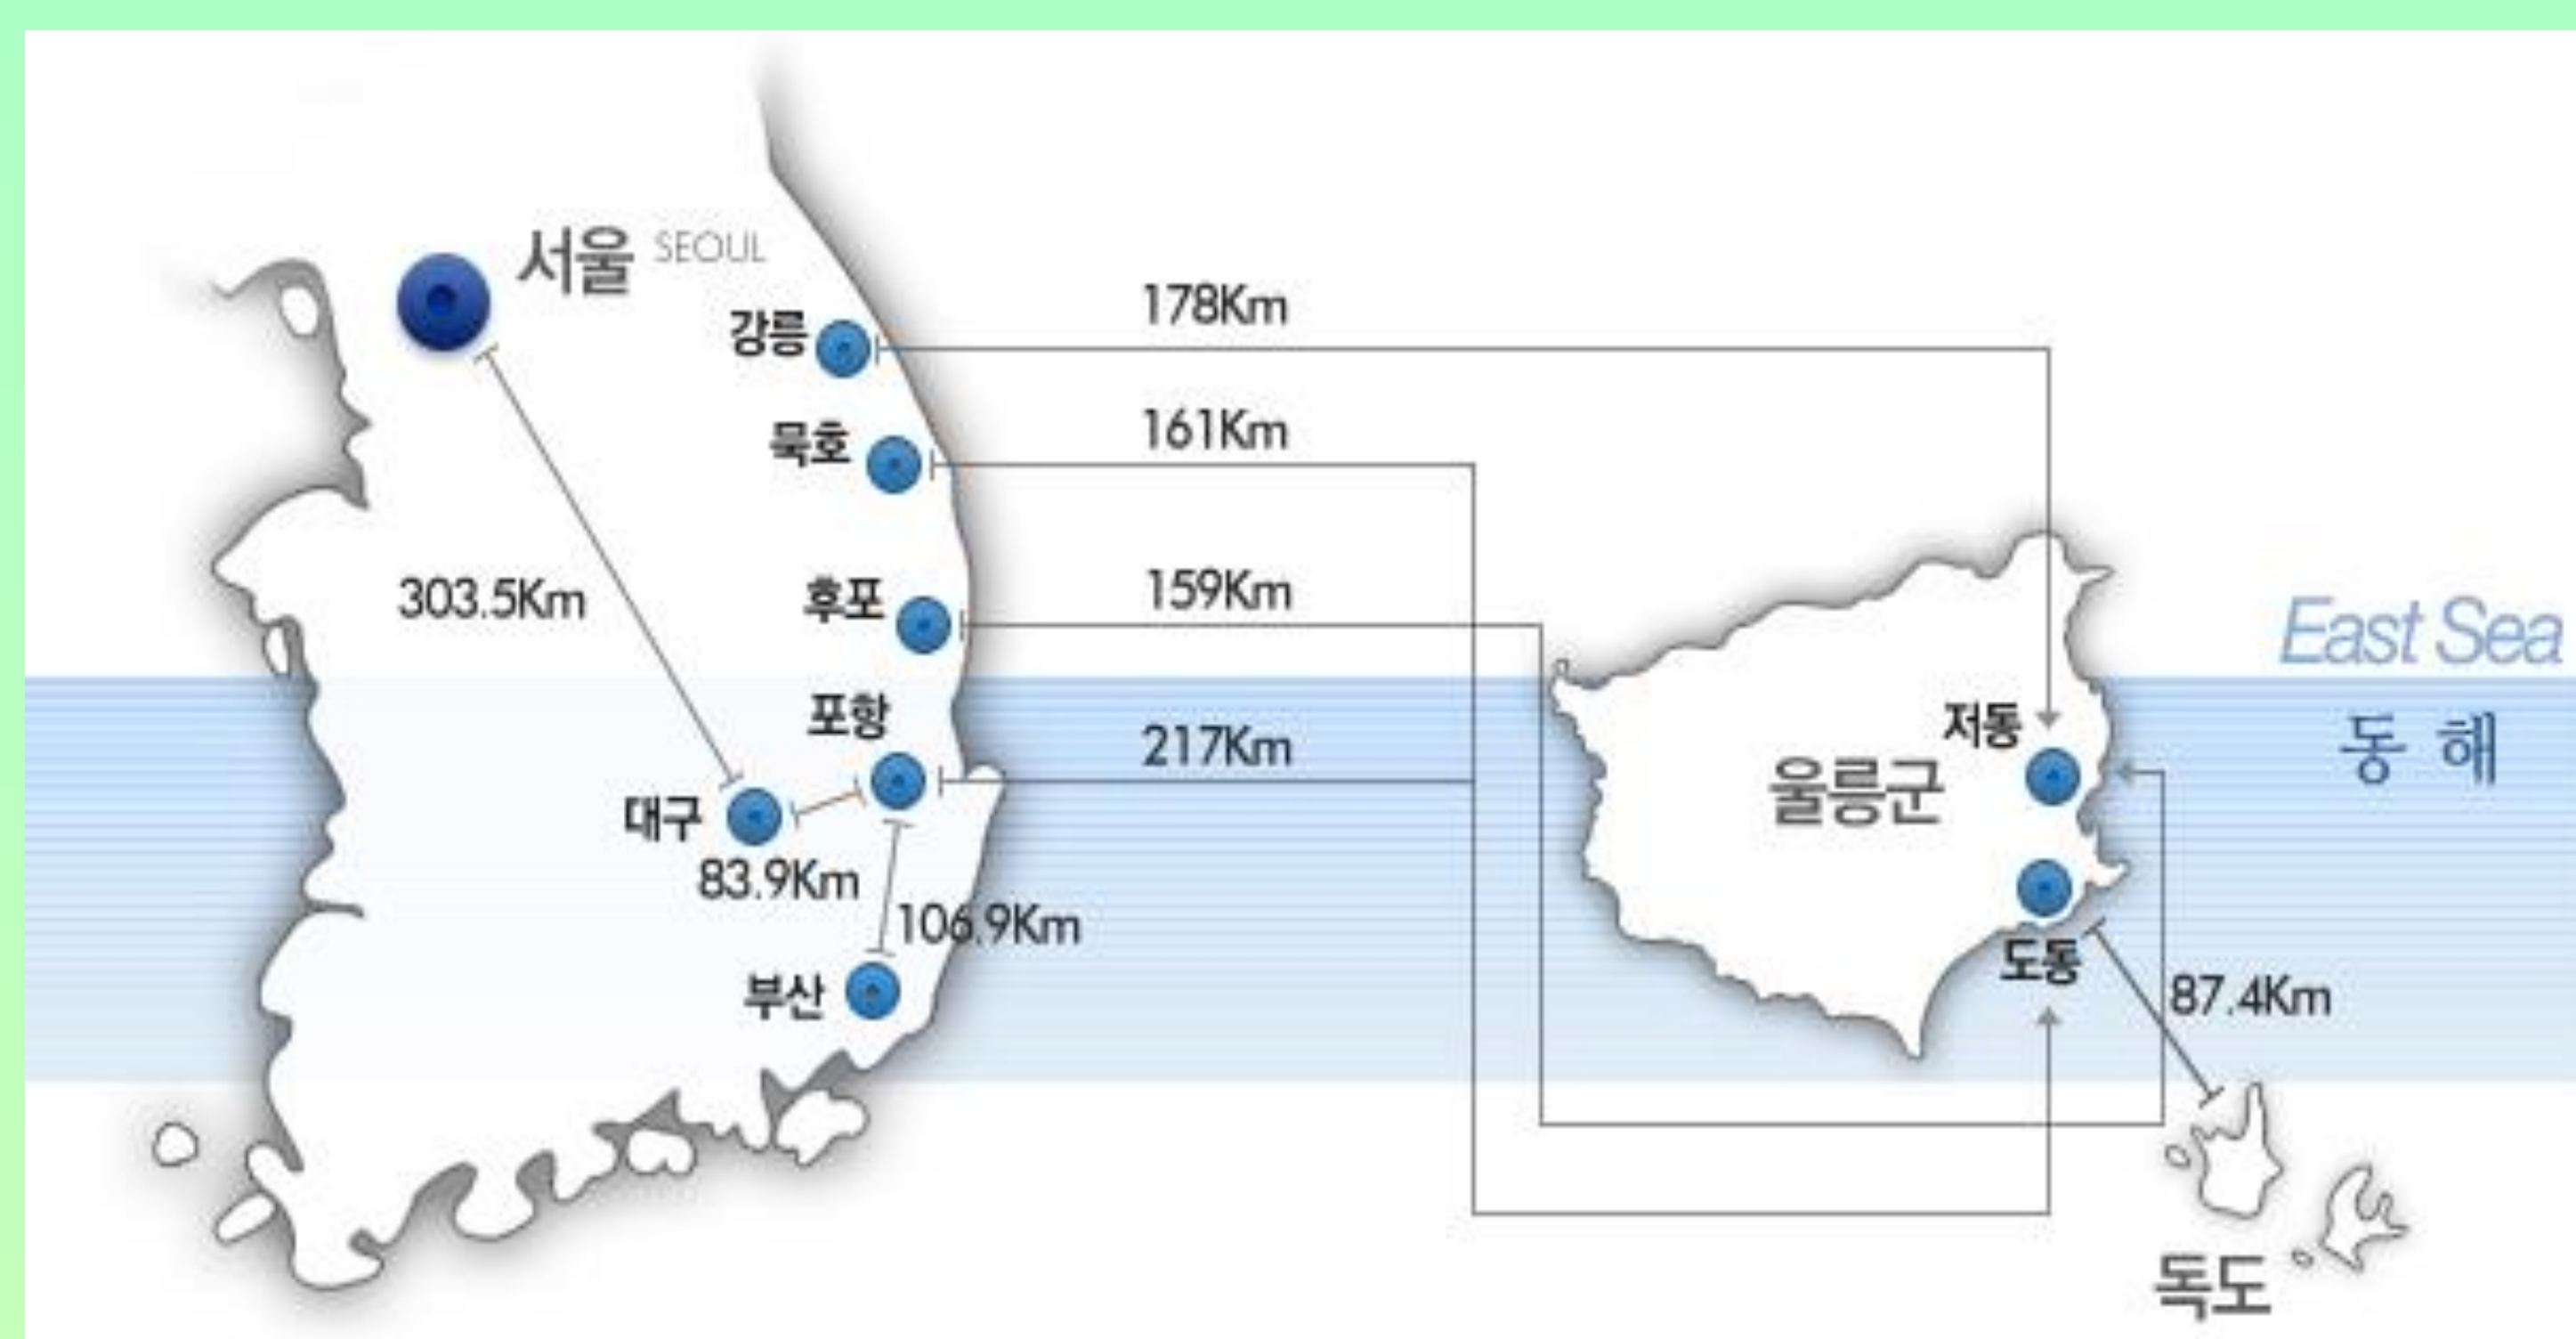 서울 SEOUL
강릉
178Km
묵호
161Km
303.5Km
후포
159Km
East Sea
포항
217Km
저동
동 해
울릉군
대구
83.9Km
106.9Km
도동
부산
87.4Km
독도